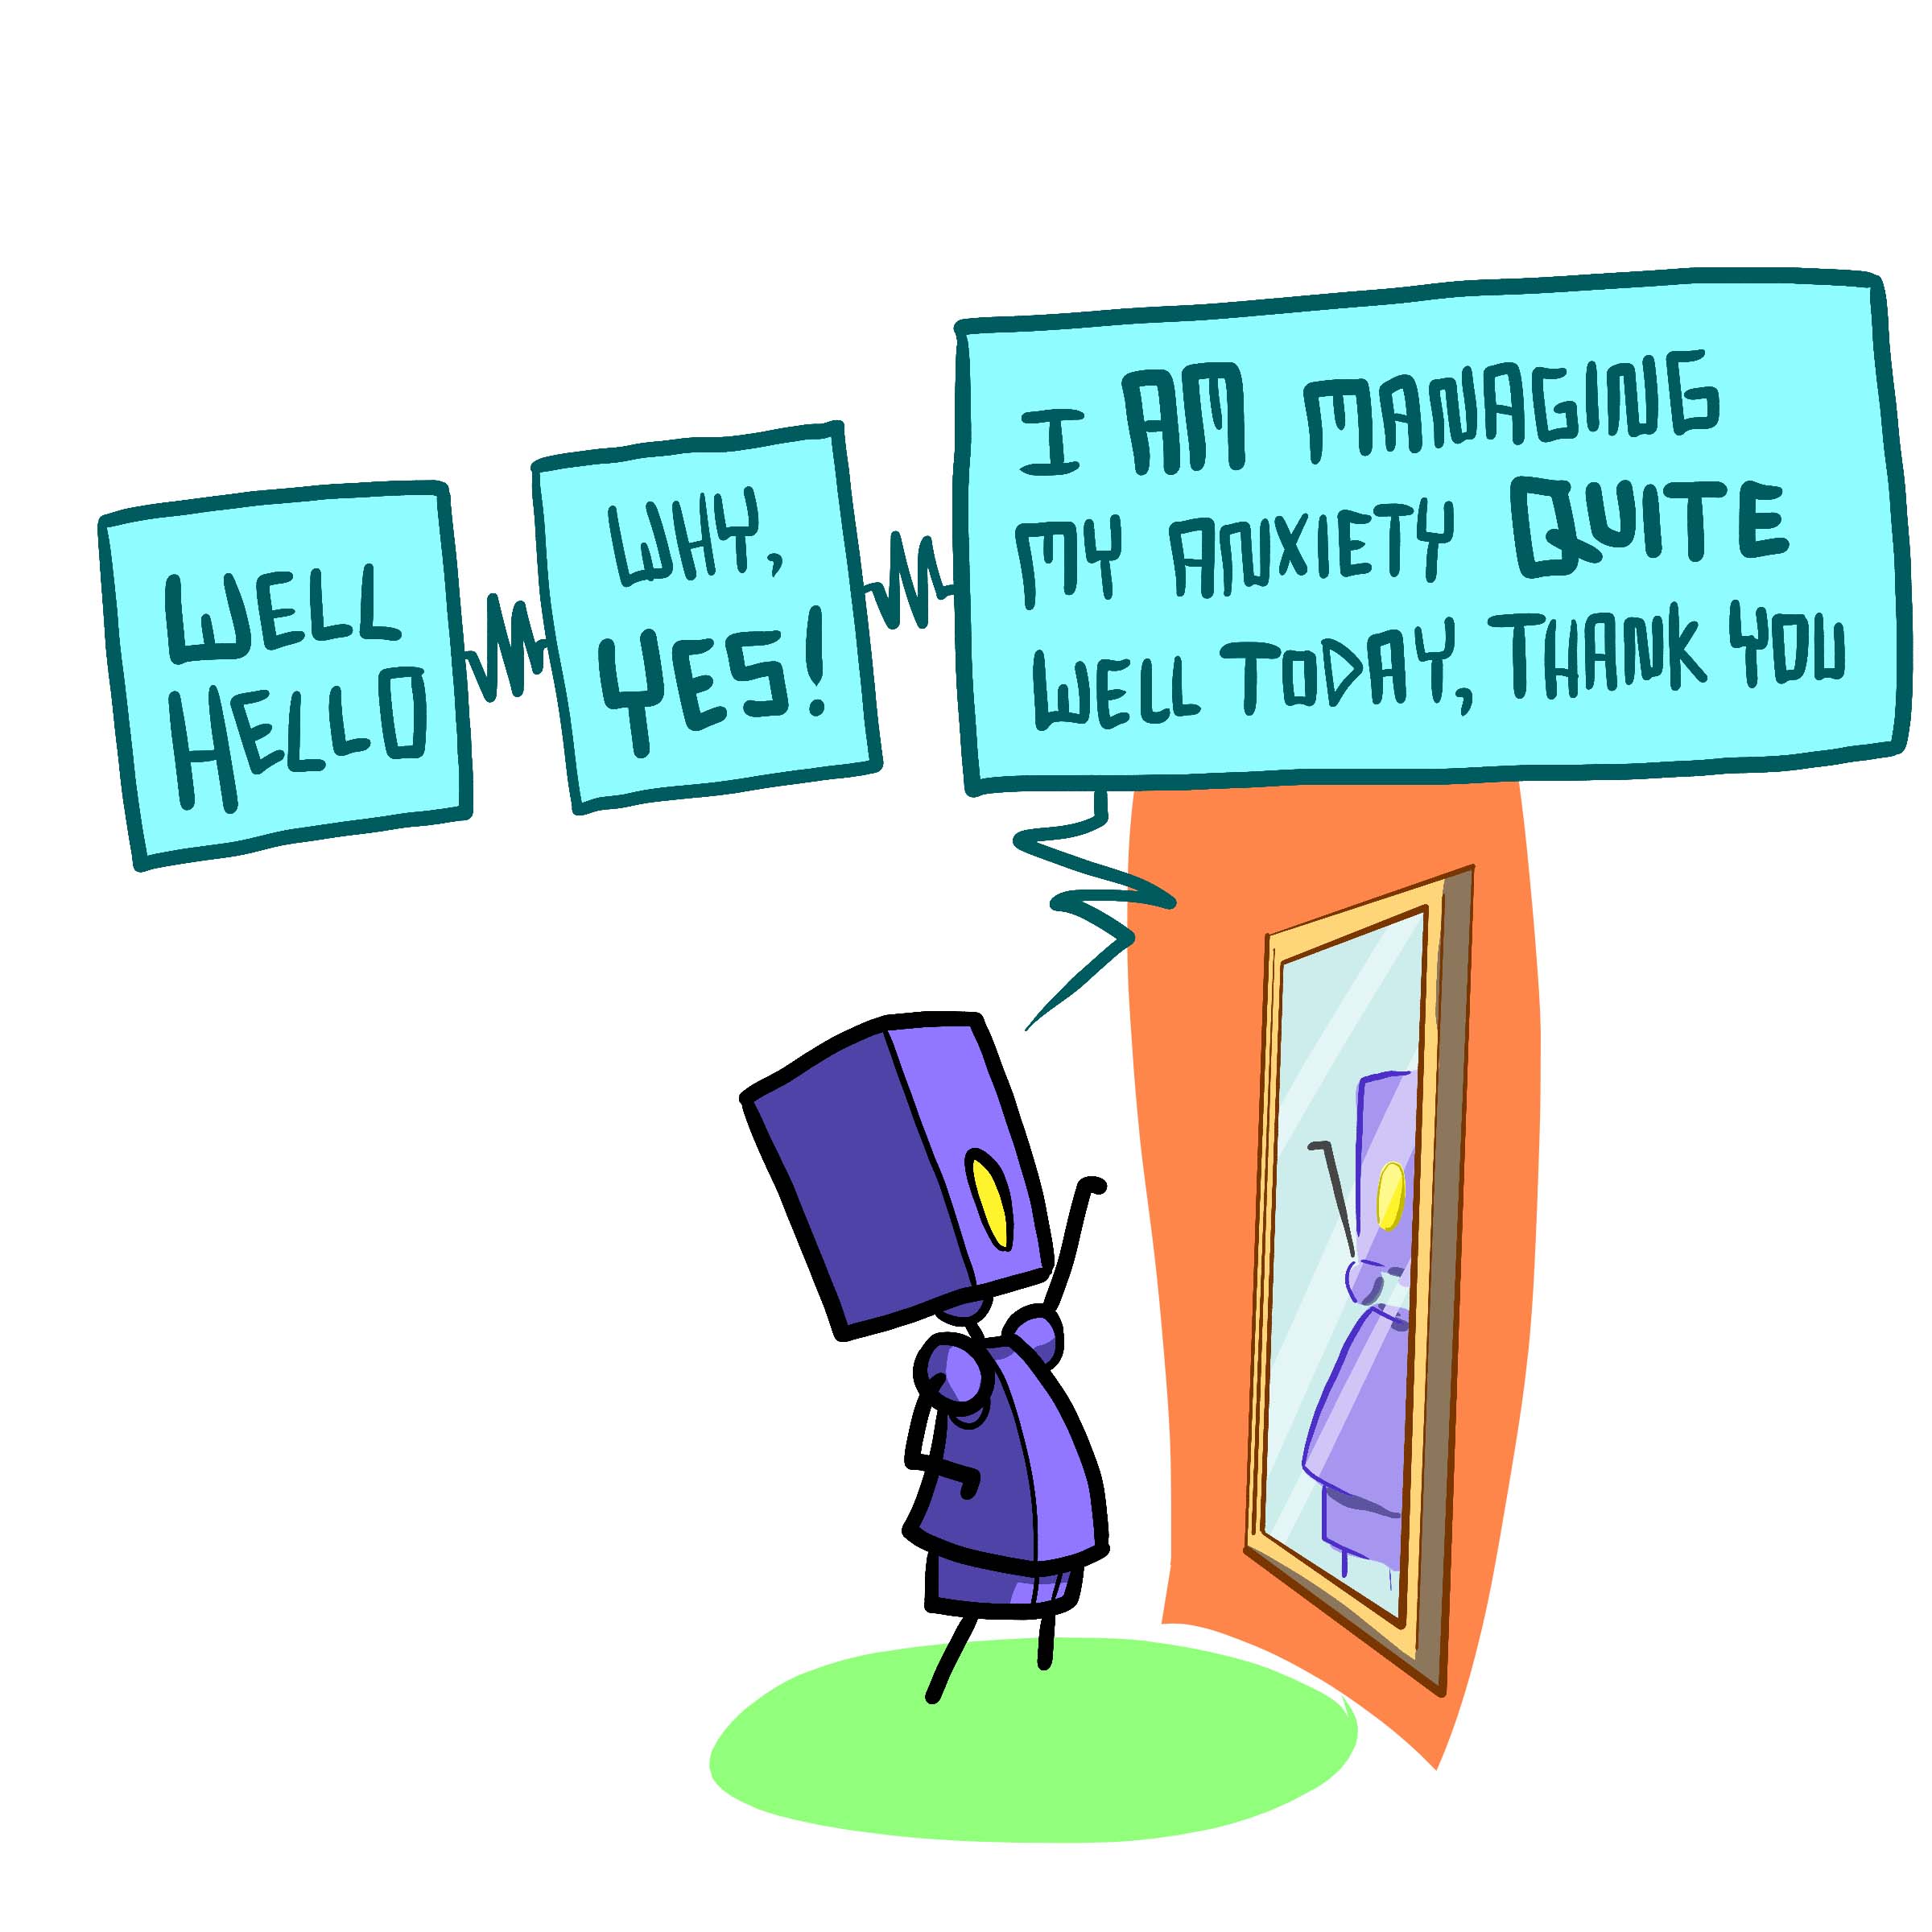 WELL
HELLO
WHY,
YES!
I AM MANAGING
MY ANXIETY QUITE
WELL TODAY, THANK YOU